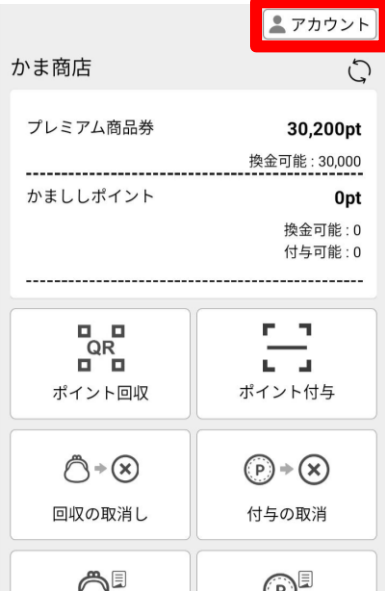 アカウント
かま商店
プレミアム商品券
30,200pt
換金可能 : 30,000
かまししポイント
0pt
換金可能 : 0
付与可能 : 0
QR
ポイント回収
ポイント付与
P
回収の取消し
付与の取消
P